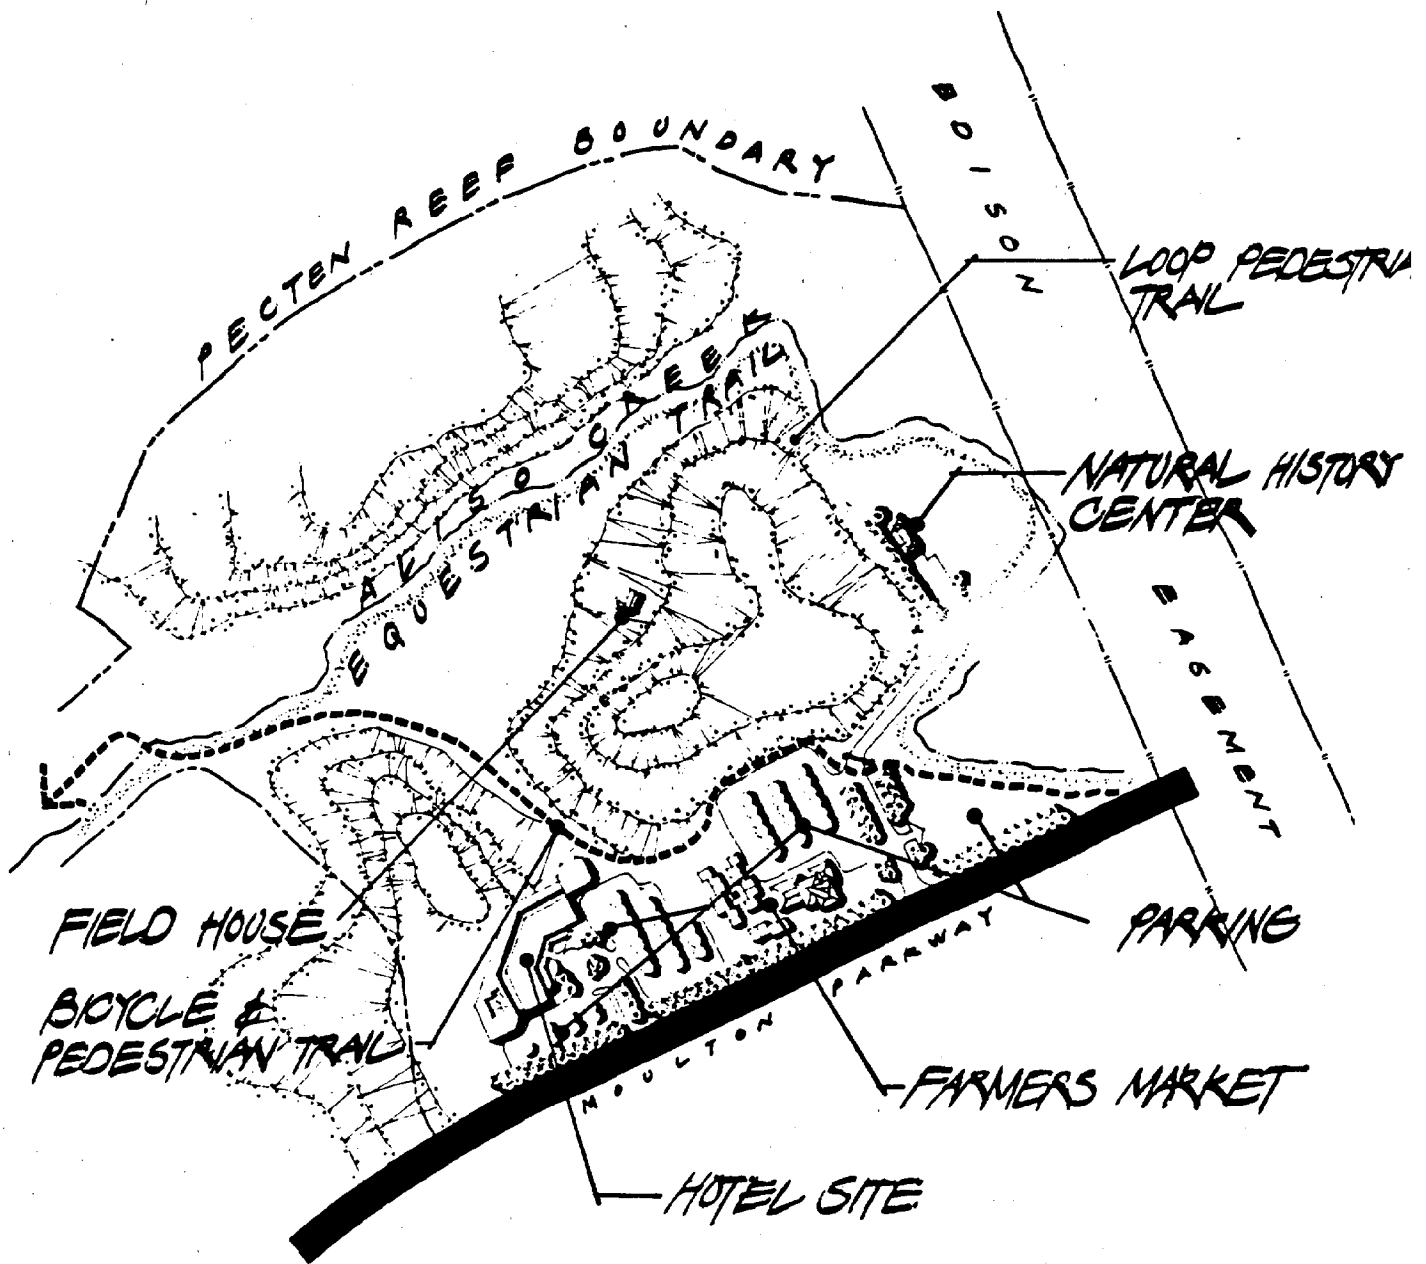 PECTEN REEF BOUNDARY
EDISON
LOOP PEDESTRIA
TRAIL
ALISO CREEK
EQUESTRIAN TRAIL
NATURAL HISTORY
CENTER
EASEMENT
FIELD HOUSE
PARKING
BICYCLE &
PEDESTRIAN TRAIL
MOULTON PARKWAY
FARMERS MARKET
HOTEL SITE